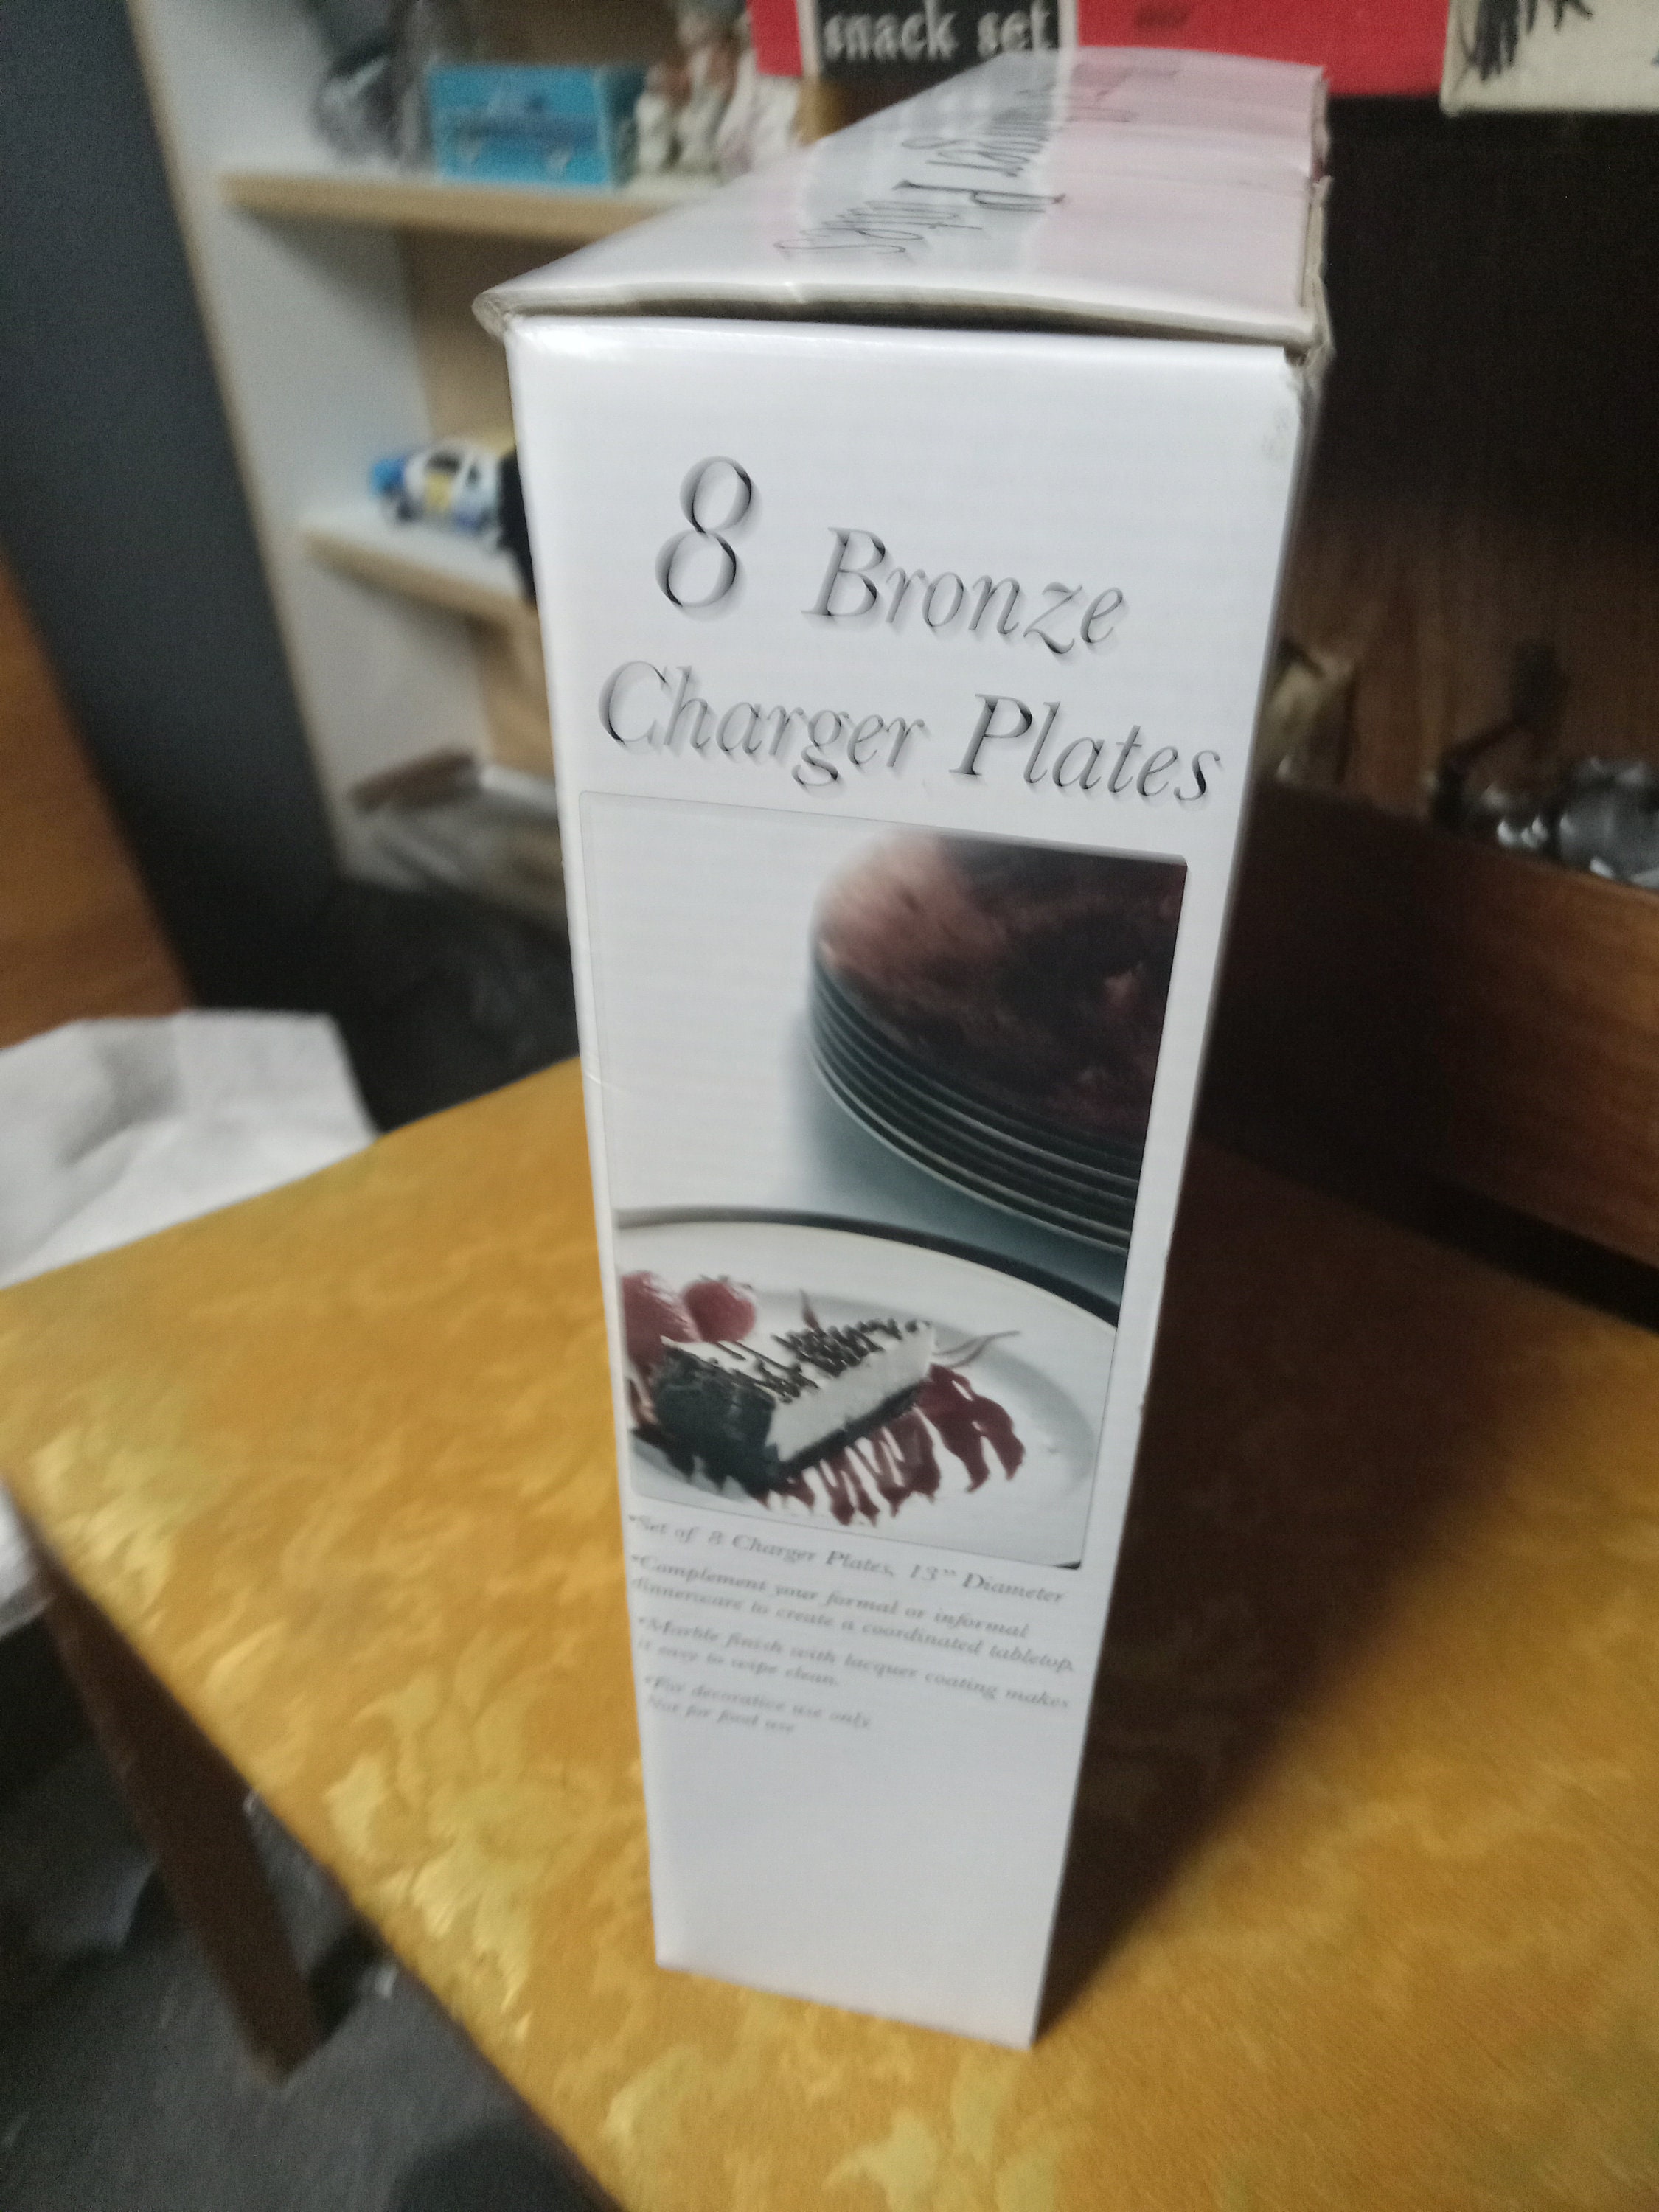 snack set
Charger Plates
8 Bronze
Charger Plates
•Set of 8 Charger Plates, 13" Diameter
•Complement your formal or informal
dinnerware to create a coordinated tabletop.
•Marble finish with lacquer coating makes
it easy to wipe clean.
•For decorative use only.
Not for food use